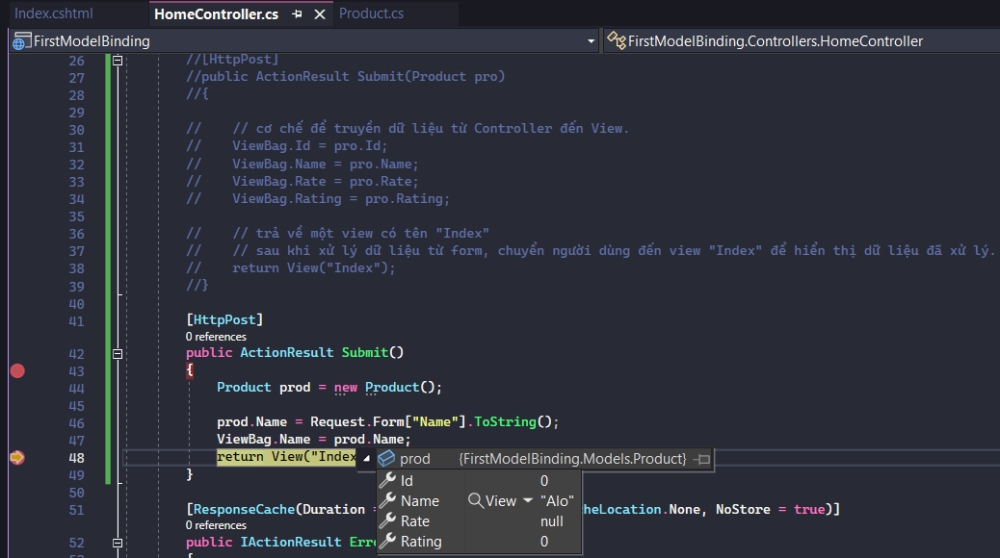 Index.cshtml HomeController.cs Product.cs
FirstModelBinding FirstModelBinding.Controllers.HomeController
26 //[HttpPost]
27 //public ActionResult Submit(Product pro)
28 //{
29
30 // // cơ chế để truyền dữ liệu từ Controller đến View.
31 // ViewBag.Id = pro.Id;
32 // ViewBag.Name = pro.Name;
33 // ViewBag.Rate = pro.Rate;
34 // ViewBag.Rating = pro.Rating;
35
36 // // trả về một view có tên "Index"
37 // // sau khi xử lý dữ liệu từ form, chuyển người dùng đến view "Index" để hiển thị dữ liệu đã xử lý.
38 // return View("Index");
39 //}
40
41 [HttpPost]
0 references
42 public ActionResult Submit()
43 {
44 Product prod = new Product();
45
46 prod.Name = Request.Form["Name"].ToString();
47 ViewBag.Name = prod.Name;
48 return View("Index prod {FirstModelBinding.Models.Product}
49 }
Id 0
50
Name View "Alo"
51 [ResponseCache(Duration = heLocation.None, NoStore = true)]
Rate null
0 references
52 public IActionResult Erro
Rating 0
{